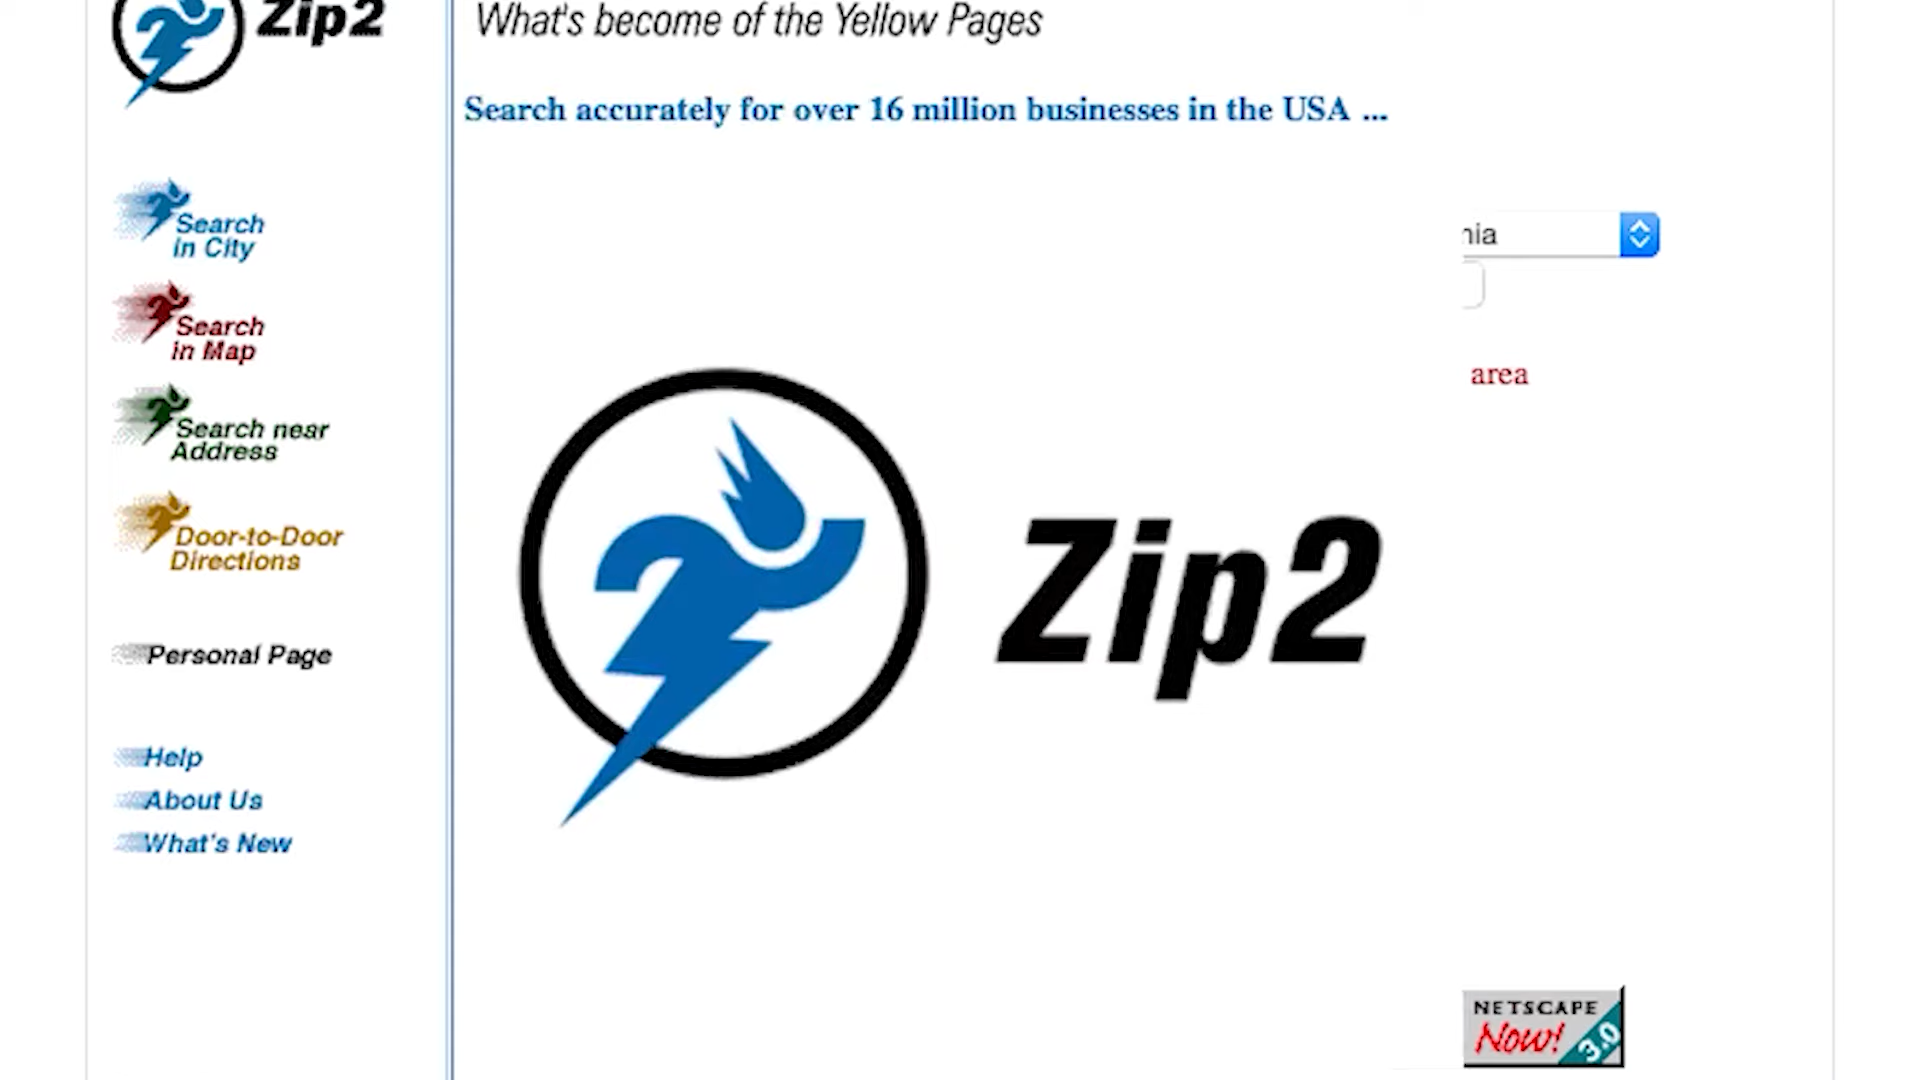 Zip2
What's become of the Yellow Pages
Search accurately for over 16 million businesses in the USA ...
Search
in City
Search
in Map
Search near
Address
Door-to-Door
Directions
Personal Page
Help
About Us
What's New
nia
area
Zip2
NETSCAPE
Now! 3.0